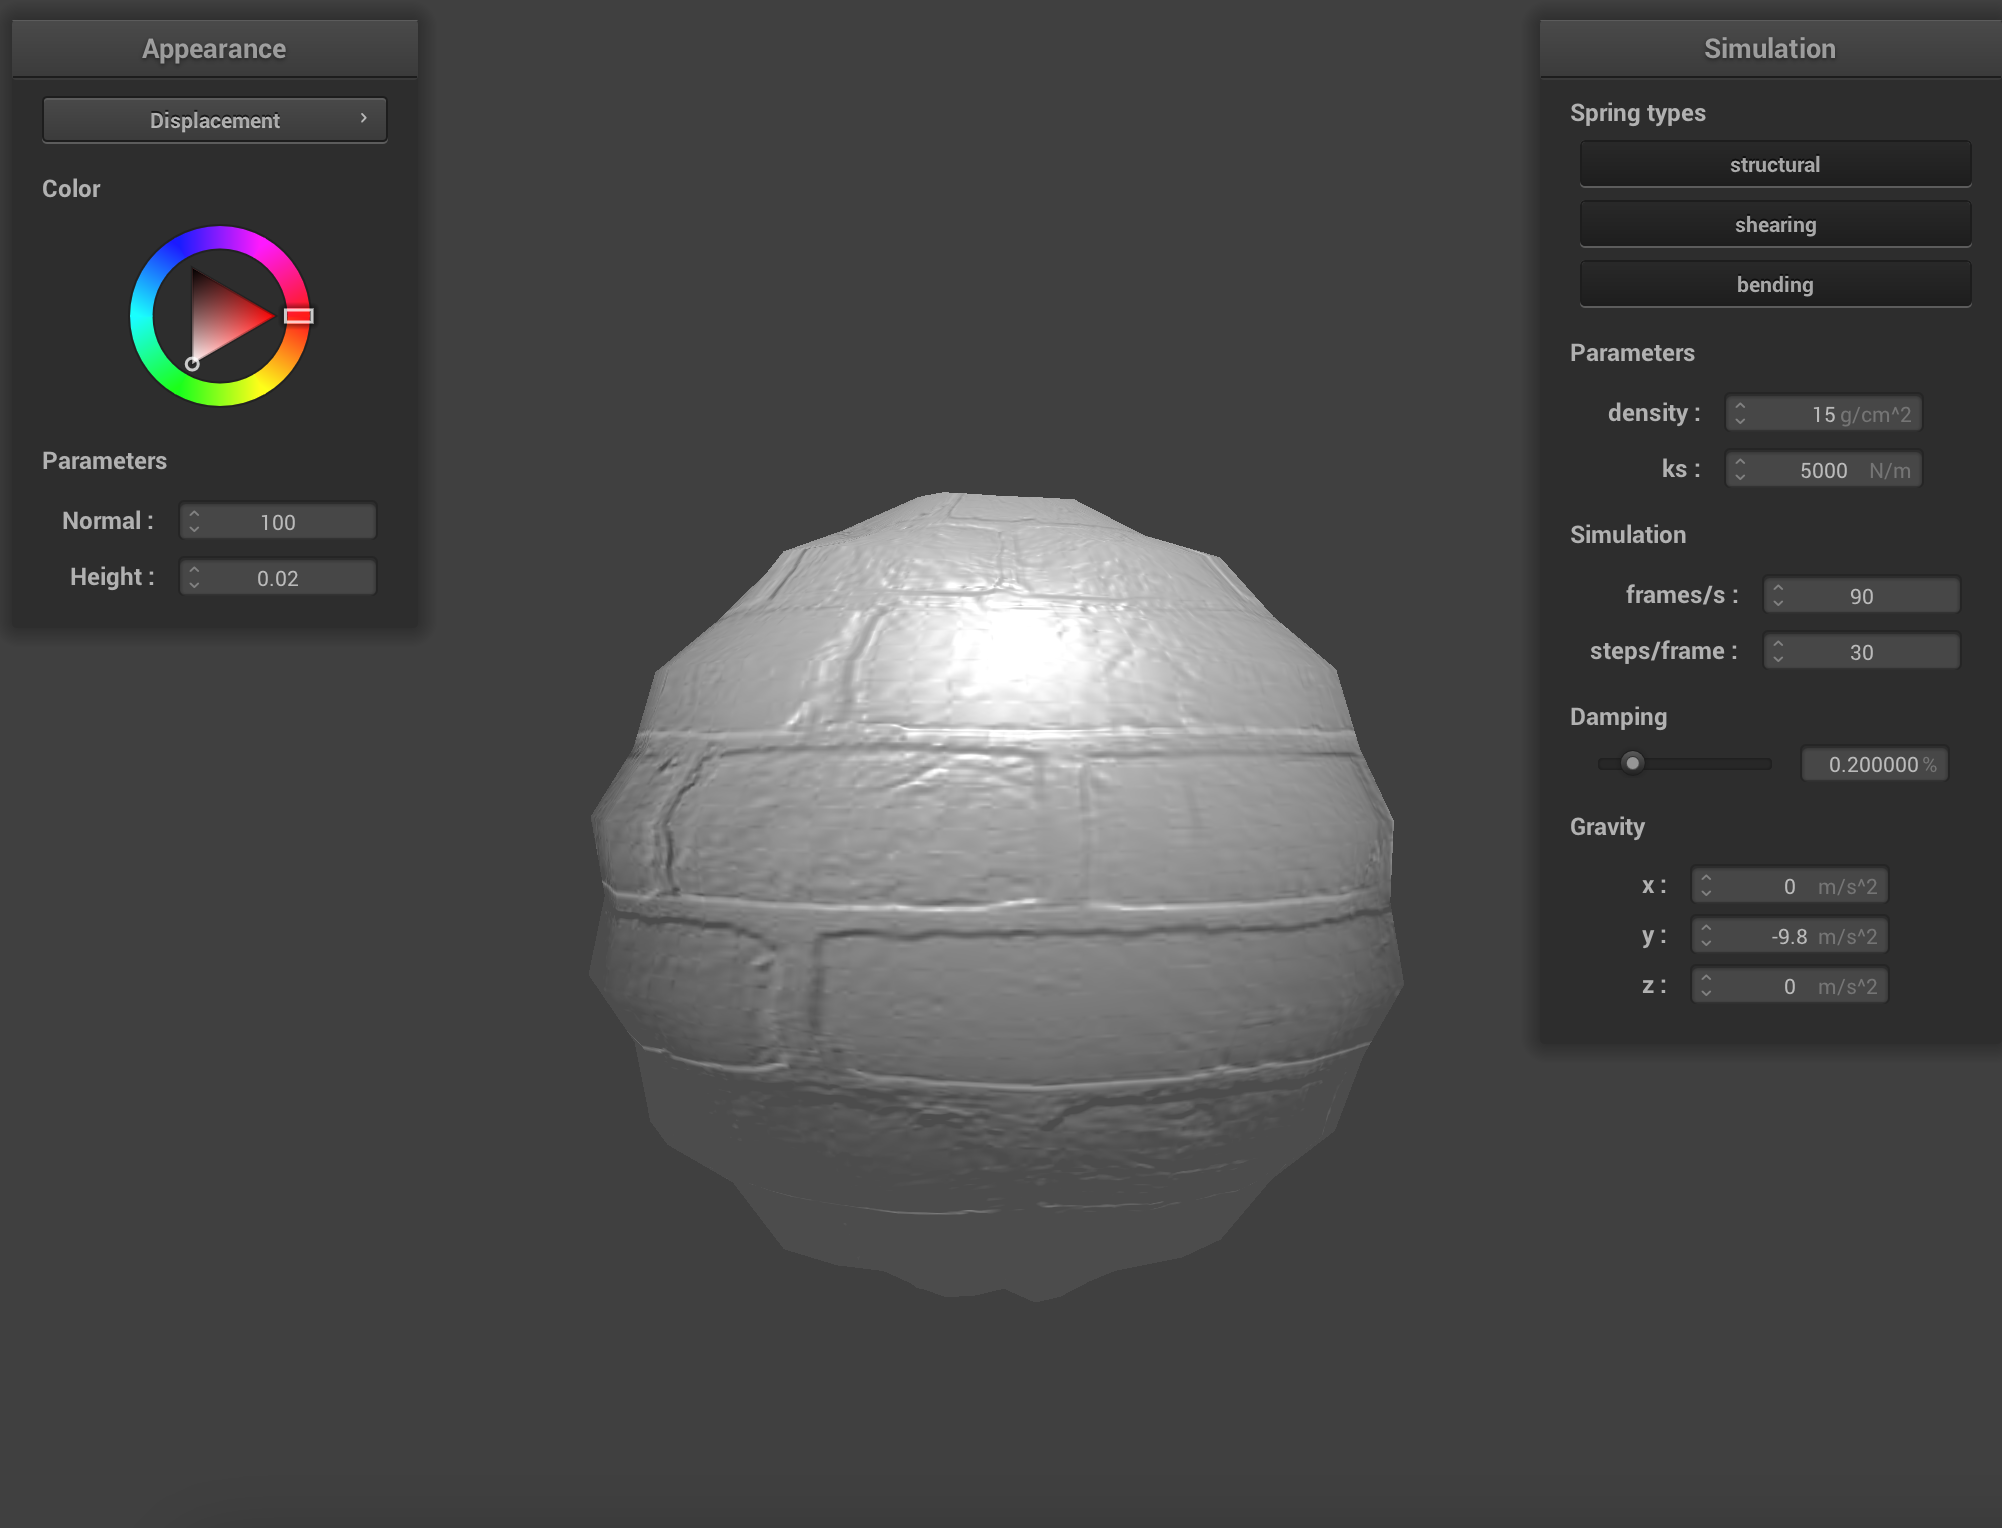 Appearance
Displacement
Color
Parameters
Normal : 100
Height : 0.02
Simulation
Spring types
structural
shearing
bending
Parameters
density : 15 g/cm^2
ks : 5000 N/m
Simulation
frames/s : 90
steps/frame : 30
Damping
0.200000 %
Gravity
x : 0 m/s^2
y : -9.8 m/s^2
z : 0 m/s^2